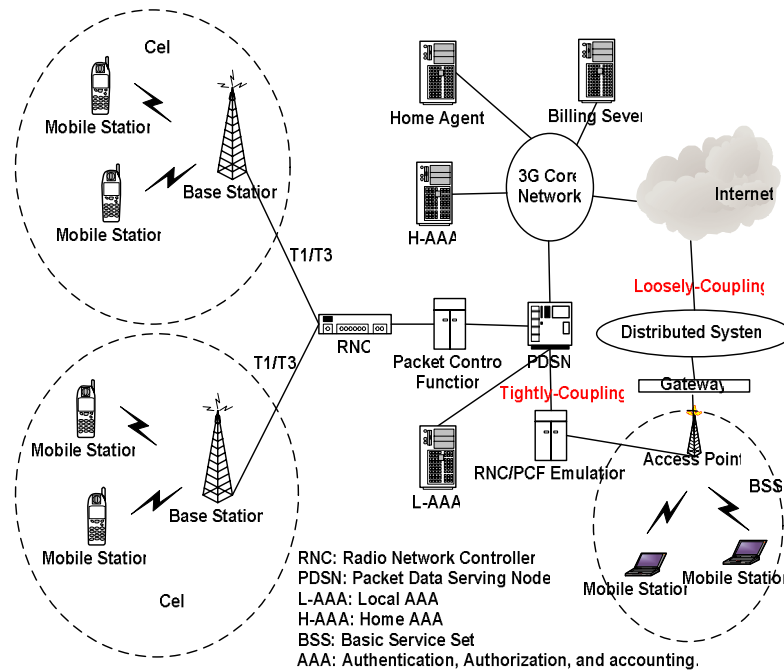 Cel
Mobile Station
Mobile Station
Base Station
T1/T3
Home Agent
Billing Sever
3G Core
Network
H-AAA
Internet
Loosely-Coupling
Distributed System
Gateway
T1/T3
RNC
Packet Contro
Function
PDSN
Tightly-Coupling
L-AAA
RNC/PCF Emulation
Access Point
BSS
Mobile Station
Mobile Station
Mobile Station
Mobile Station
Base Station
Cel
RNC: Radio Network Controller
PDSN: Packet Data Serving Node
L-AAA: Local AAA
H-AAA: Home AAA
BSS: Basic Service Set
AAA: Authentication, Authorization, and accounting.